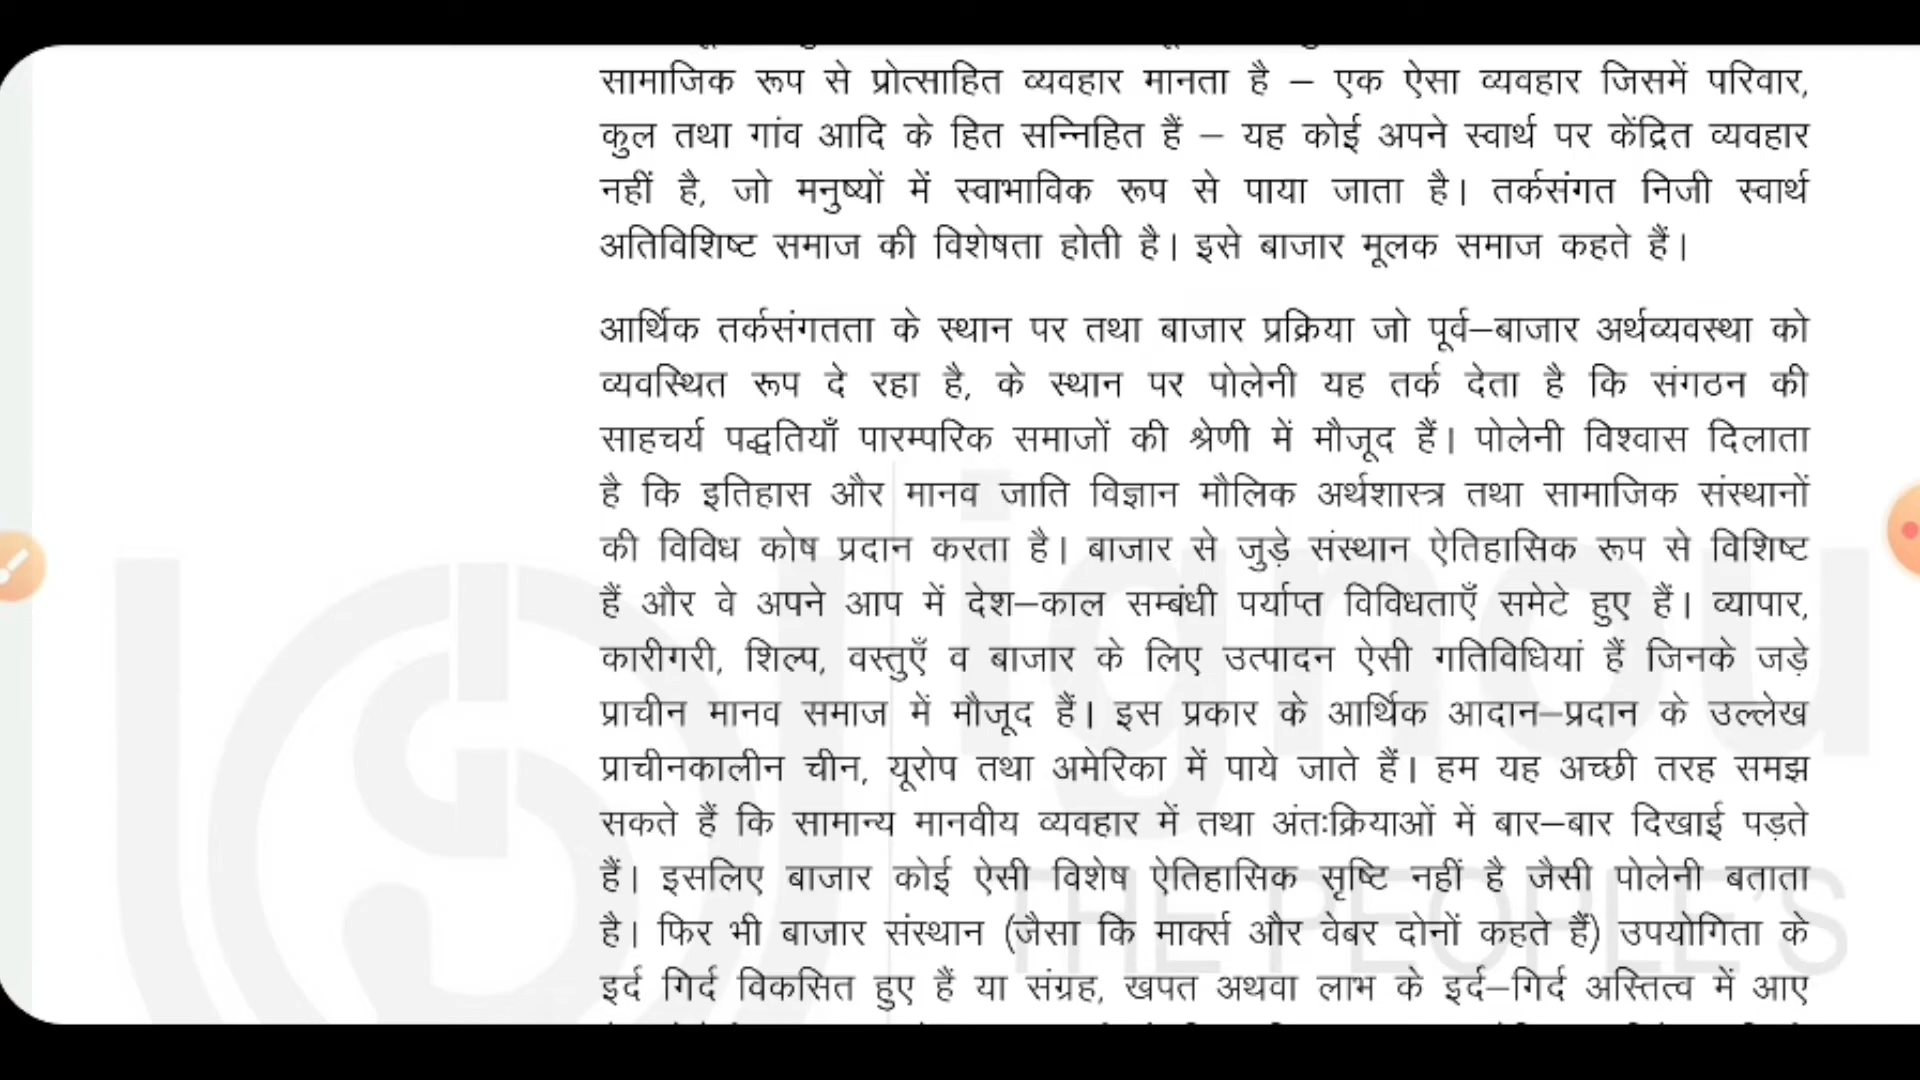 सामाजिक रूप से प्रोत्साहित व्यवहार मानता है – एक ऐसा व्यवहार जिसमें परिवार,
कुल तथा गांव आदि के हित सन्निहित हैं – यह कोई अपने स्वार्थ पर केंद्रित व्यवहार
नहीं है, जो मनुष्यों में स्वाभाविक रूप से पाया जाता है। तर्कसंगत निजी स्वार्थ
अतिविशिष्ट समाज की विशेषता होती है। इसे बाजार मूलक समाज कहते हैं।
आर्थिक तर्कसंगतता के स्थान पर तथा बाजार प्रक्रिया जो पूर्व–बाजार अर्थव्यवस्था को
व्यवस्थित रूप दे रहा है, के स्थान पर पोलेनी यह तर्क देता है कि संगठन की
साहचर्य पद्धतियाँ पारम्परिक समाजों की श्रेणी में मौजूद हैं। पोलेनी विश्वास दिलाता
है कि इतिहास और मानव जाति विज्ञान मौलिक अर्थशास्त्र तथा सामाजिक संस्थानों
की विविध कोष प्रदान करता है। बाजार से जुड़े संस्थान ऐतिहासिक रूप से विशिष्ट
हैं और वे अपने आप में देश–काल सम्बंधी पर्याप्त विविधताएँ समेटे हुए हैं। व्यापार,
कारीगरी, शिल्प, वस्तुएँ व बाजार के लिए उत्पादन ऐसी गतिविधियां हैं जिनके जड़े
प्राचीन मानव समाज में मौजूद हैं। इस प्रकार के आर्थिक आदान–प्रदान के उल्लेख
प्राचीनकालीन चीन, यूरोप तथा अमेरिका में पाये जाते हैं। हम यह अच्छी तरह समझ
सकते हैं कि सामान्य मानवीय व्यवहार में तथा अंतःक्रियाओं में बार–बार दिखाई पड़ते
हैं। इसलिए बाजार कोई ऐसी विशेष ऐतिहासिक सृष्टि नहीं है जैसी पोलेनी बताता
है। फिर भी बाजार संस्थान (जैसा कि मार्क्स और वेबर दोनों कहते हैं) उपयोगिता के
इर्द गिर्द विकसित हुए हैं या संग्रह, खपत अथवा लाभ के इर्द–गिर्द अस्तित्व में आए
ignou
THE PEOPLE'S